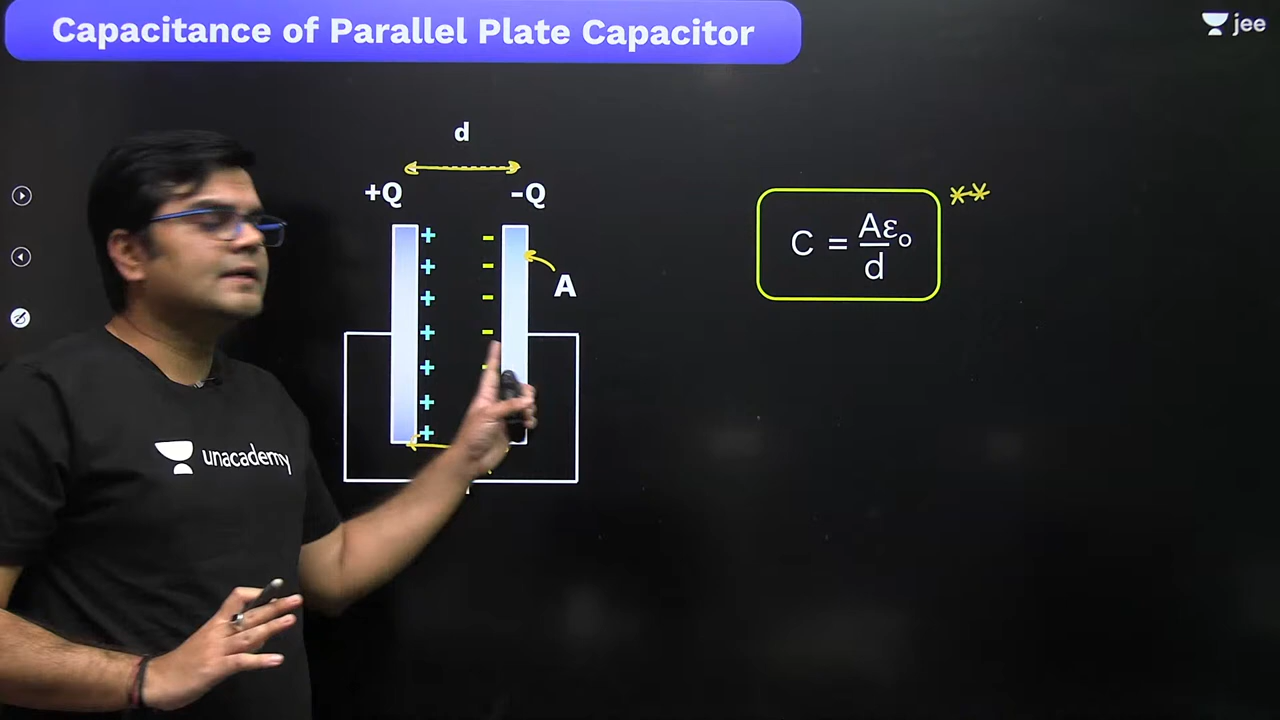 Capacitance of Parallel Plate Capacitor
jee
d
+Q
-Q
A
C = Aε₀/d
**
unacademy